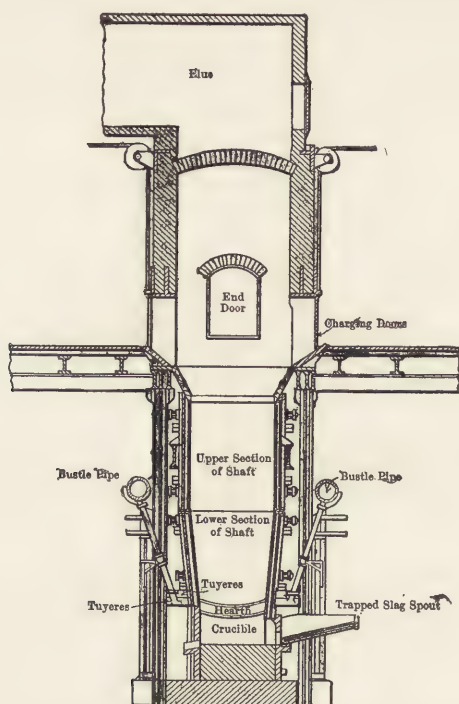 Flue
End
Door
Charging Doors
Upper Section
of Shaft
Bustle Pipe
Bustle Pipe
Lower Section
of Shaft
Tuyeres
Tuyeres
Hearth
Trapped Slag Spout
Crucible